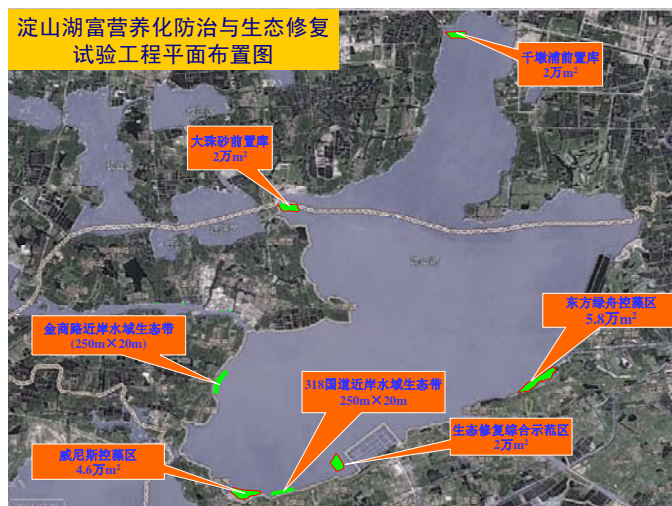 淀山湖富营养化防治与生态修复
试验工程平面布置图
千墩浦前置库
2万m²
大珠砂前置库
2万m²
东方绿舟控藻区
5.8万m²
金商路近岸水域生态带
(250m×20m)
318国道近岸水域生态带
250m×20m
生态修复综合示范区
2万m²
威尼斯控藻区
4.6万m²